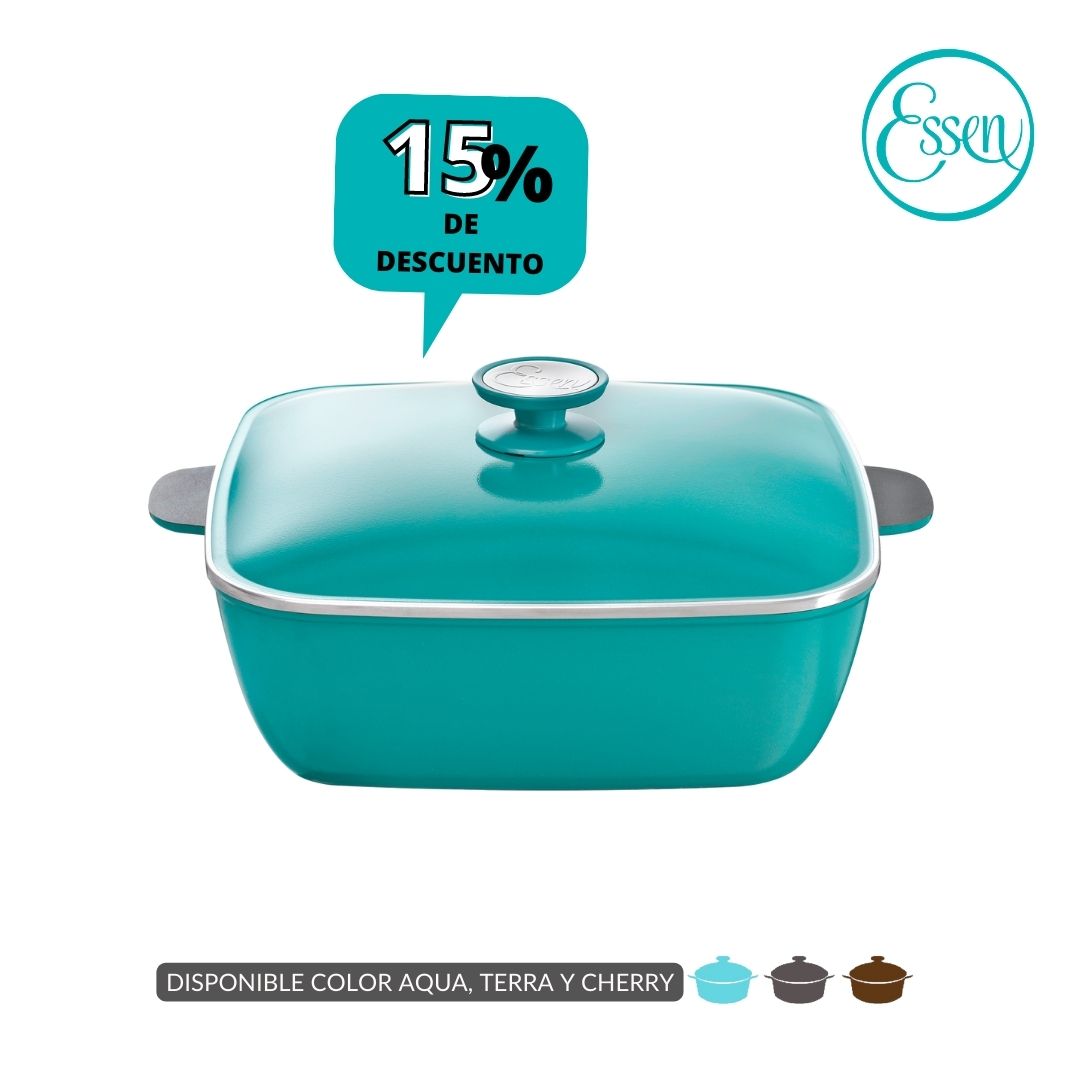 Essen
15%
DE
DESCUENTO
Essen
DISPONIBLE COLOR AQUA, TERRA Y CHERRY